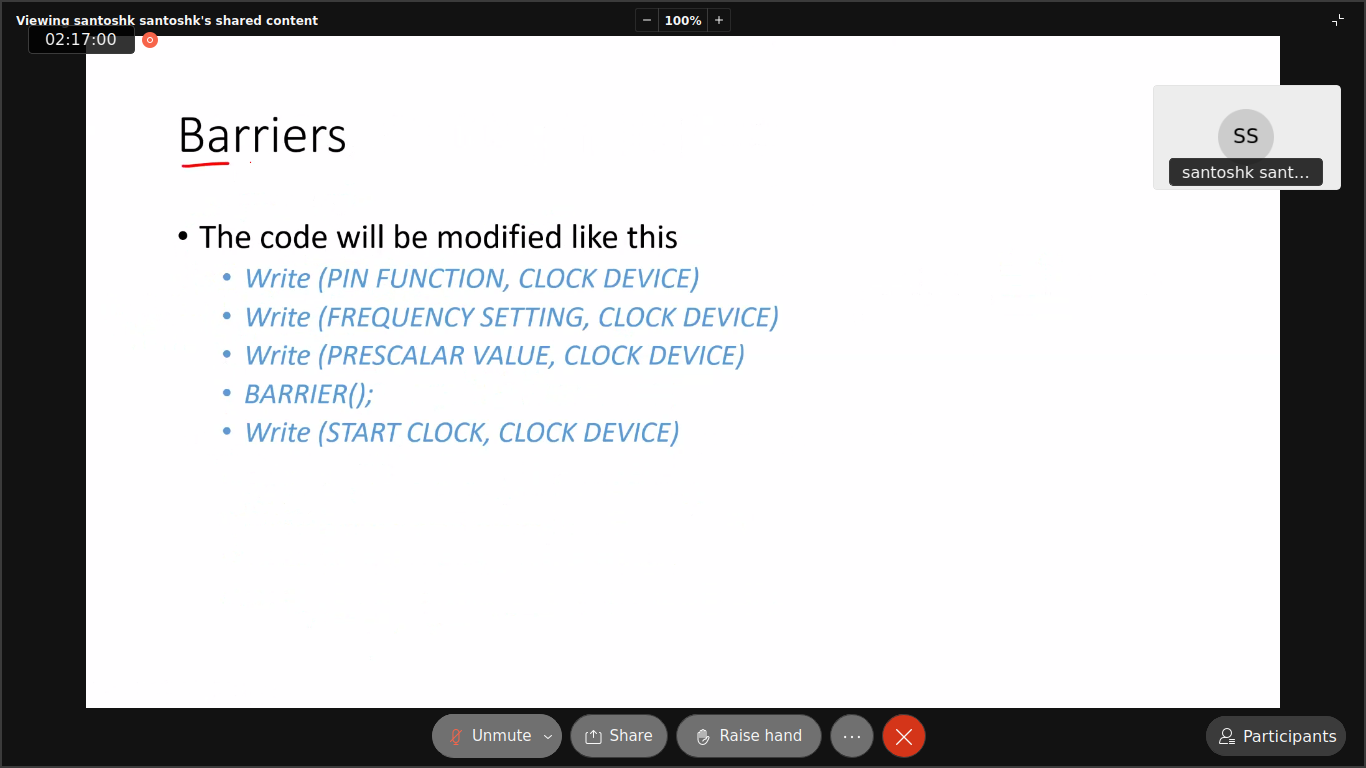 Viewing santoshk santoshk's shared content
− 100% +
02:17:00
SS
santoshk sant...
Barriers
• The code will be modified like this
• Write (PIN FUNCTION, CLOCK DEVICE)
• Write (FREQUENCY SETTING, CLOCK DEVICE)
• Write (PRESCALAR VALUE, CLOCK DEVICE)
• BARRIER();
• Write (START CLOCK, CLOCK DEVICE)
Unmute Share Raise hand ... Participants